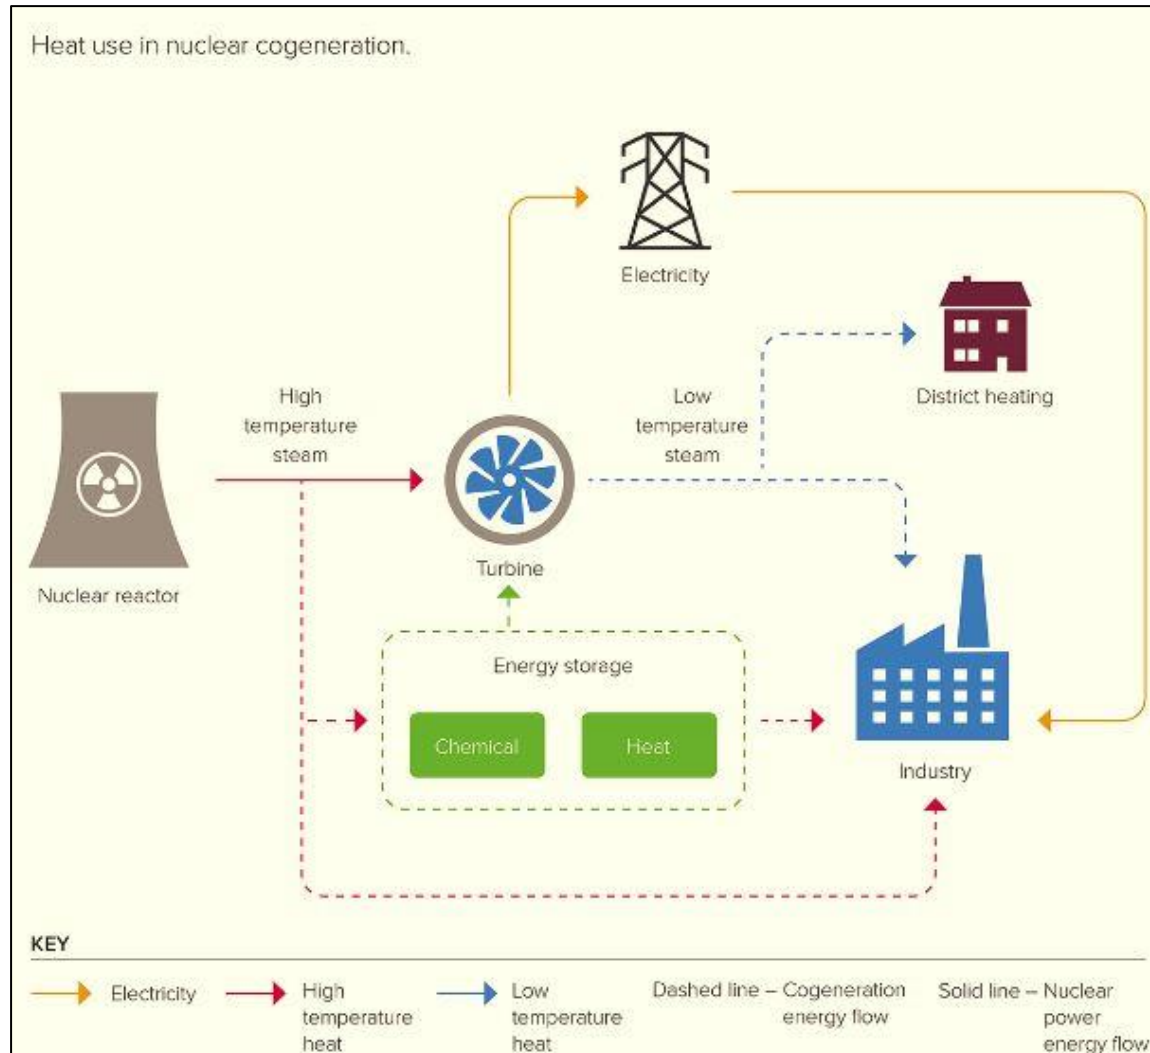 Heat use in nuclear cogeneration.
Electricity
District heating
High
temperature
steam
Low
temperature
steam
Nuclear reactor
Turbine
Energy storage
Chemical
Heat
Industry
KEY
Electricity
High
temperature
heat
Low
temperature
heat
Dashed line – Cogeneration
energy flow
Solid line – Nuclear
power
energy flow